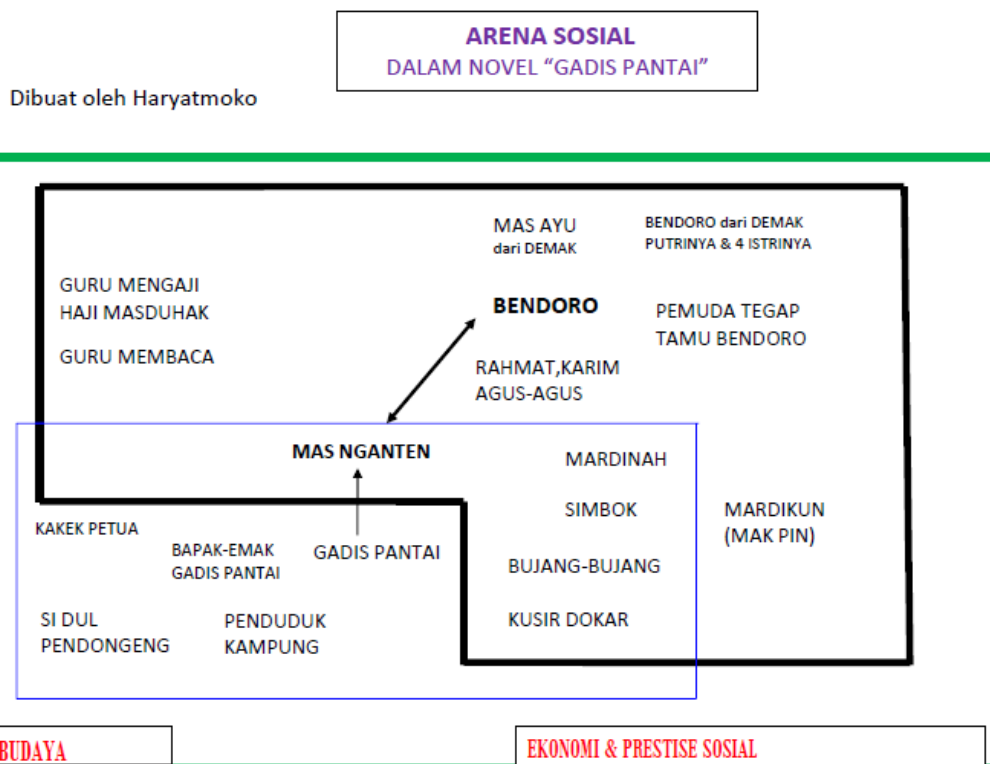 ARENA SOSIAL
DALAM NOVEL “GADIS PANTAI”
Dibuat oleh Haryatmoko
MAS AYU
dari DEMAK
BENDORO dari DEMAK
PUTRINYA & 4 ISTRINYA
GURU MENGAJI
HAJI MASDUHAK
GURU MEMBACA
BENDORO
PEMUDA TEGAP
TAMU BENDORO
RAHMAT,KARIM
AGUS-AGUS
MAS NGANTEN
MARDINAH
SIMBOK
BUJANG-BUJANG
KUSIR DOKAR
MARDIKUN
(MAK PIN)
KAKEK PETUA
BAPAK-EMAK
GADIS PANTAI
GADIS PANTAI
SI DUL
PENDONGENG
PENDUDUK
KAMPUNG
BUDAYA
EKONOMI & PRESTISE SOSIAL